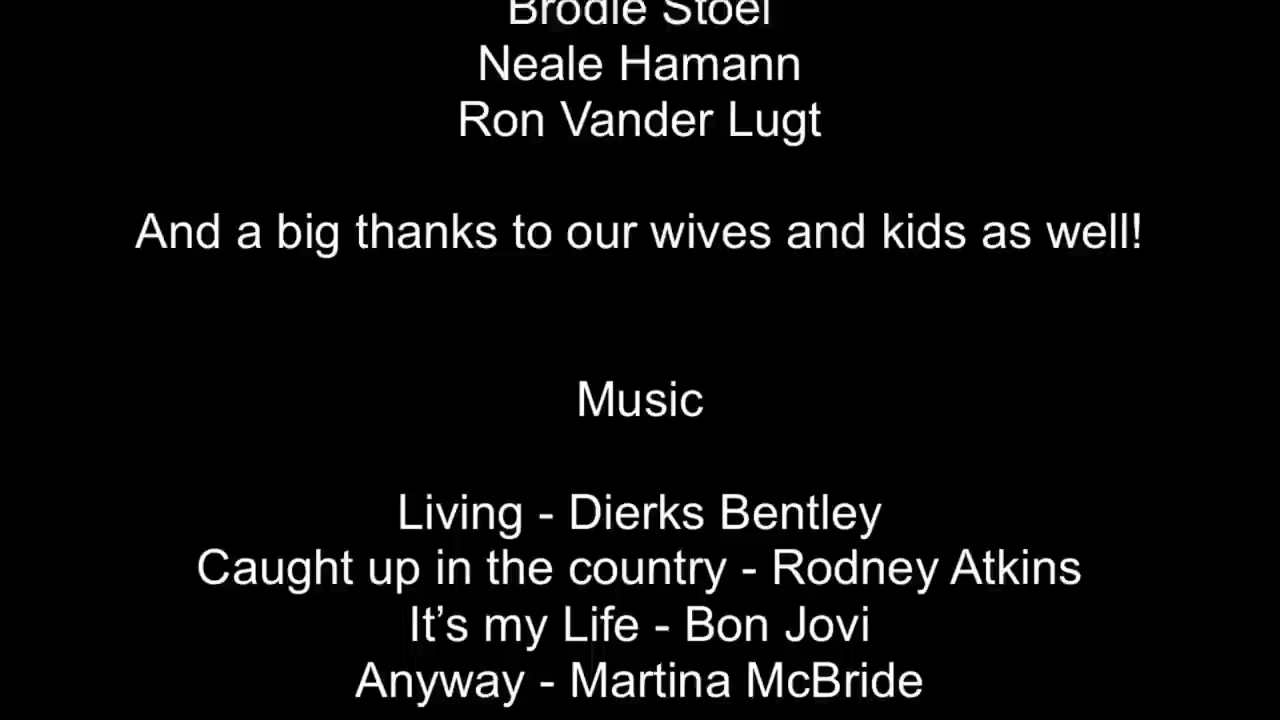 Brodie Stoel
Neale Hamann
Ron Vander Lugt
And a big thanks to our wives and kids as well!
Music
Living - Dierks Bentley
Caught up in the country - Rodney Atkins
It’s my Life - Bon Jovi
Anyway - Martina McBride